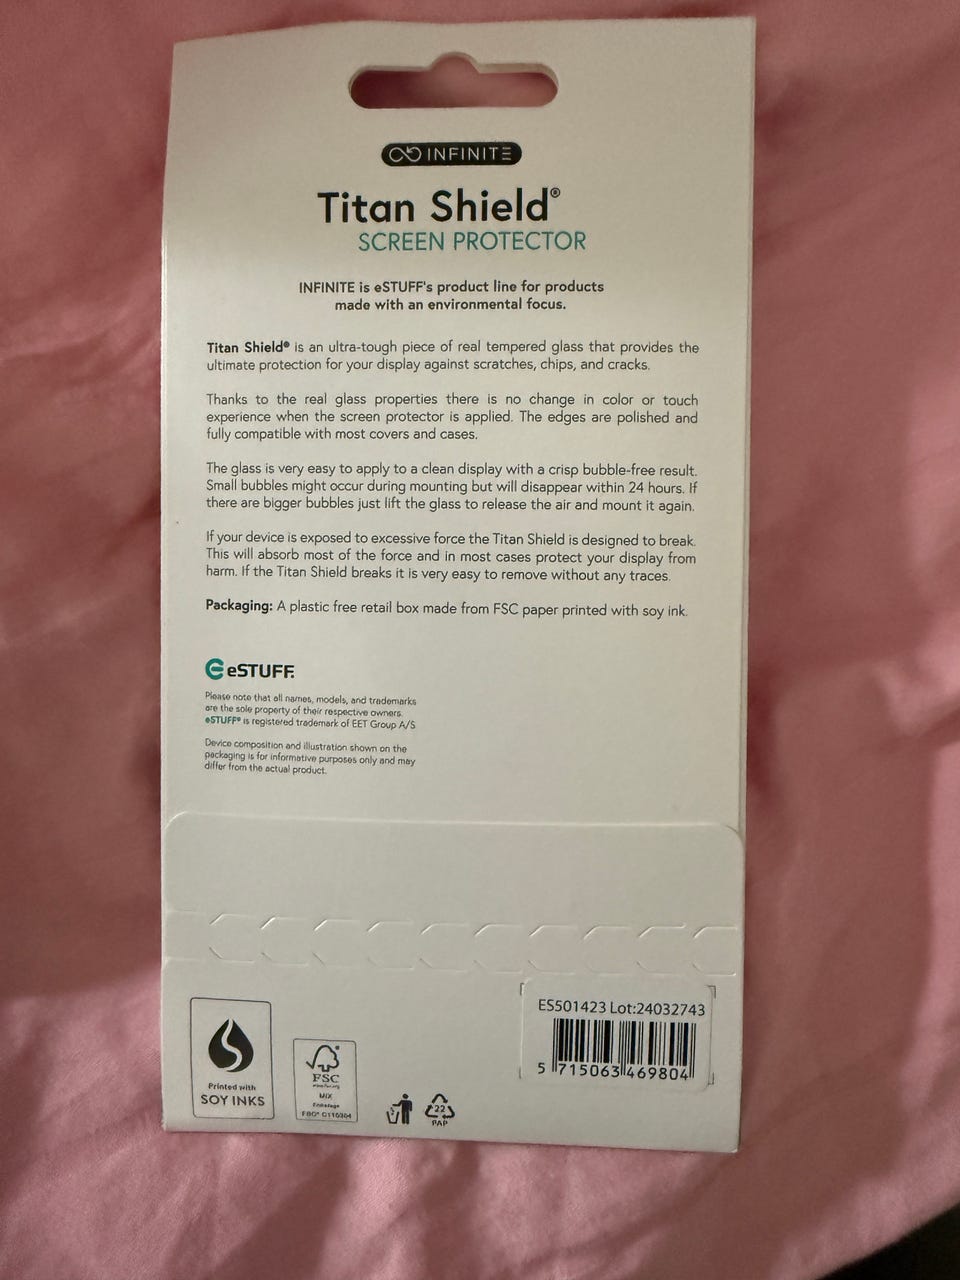 INFINITE
Titan Shield®
SCREEN PROTECTOR
INFINITE is eSTUFF's product line for products
made with an environmental focus.
Titan Shield® is an ultra-tough piece of real tempered glass that provides the
ultimate protection for your display against scratches, chips, and cracks.
Thanks to the real glass properties there is no change in color or touch
experience when the screen protector is applied. The edges are polished and
fully compatible with most covers and cases.
The glass is very easy to apply to a clean display with a crisp bubble-free result.
Small bubbles might occur during mounting but will disappear within 24 hours. If
there are bigger bubbles just lift the glass to release the air and mount it again.
If your device is exposed to excessive force the Titan Shield is designed to break.
This will absorb most of the force and in most cases protect your display from
harm. If the Titan Shield breaks it is very easy to remove without any traces.
Packaging: A plastic free retail box made from FSC paper printed with soy ink.
eSTUFF
Please note that all names, models, and trademarks
are the sole property of their respective owners.
eSTUFF® is registered trademark of EET Group A/S
Device composition and illustration shown on the
packaging is for informative purposes only and may
differ from the actual product.
ES501423 Lot:24032743
5 715063 469804
Printed with
SOY INKS
FSC
www.fsc.org
MIX
22
PAP